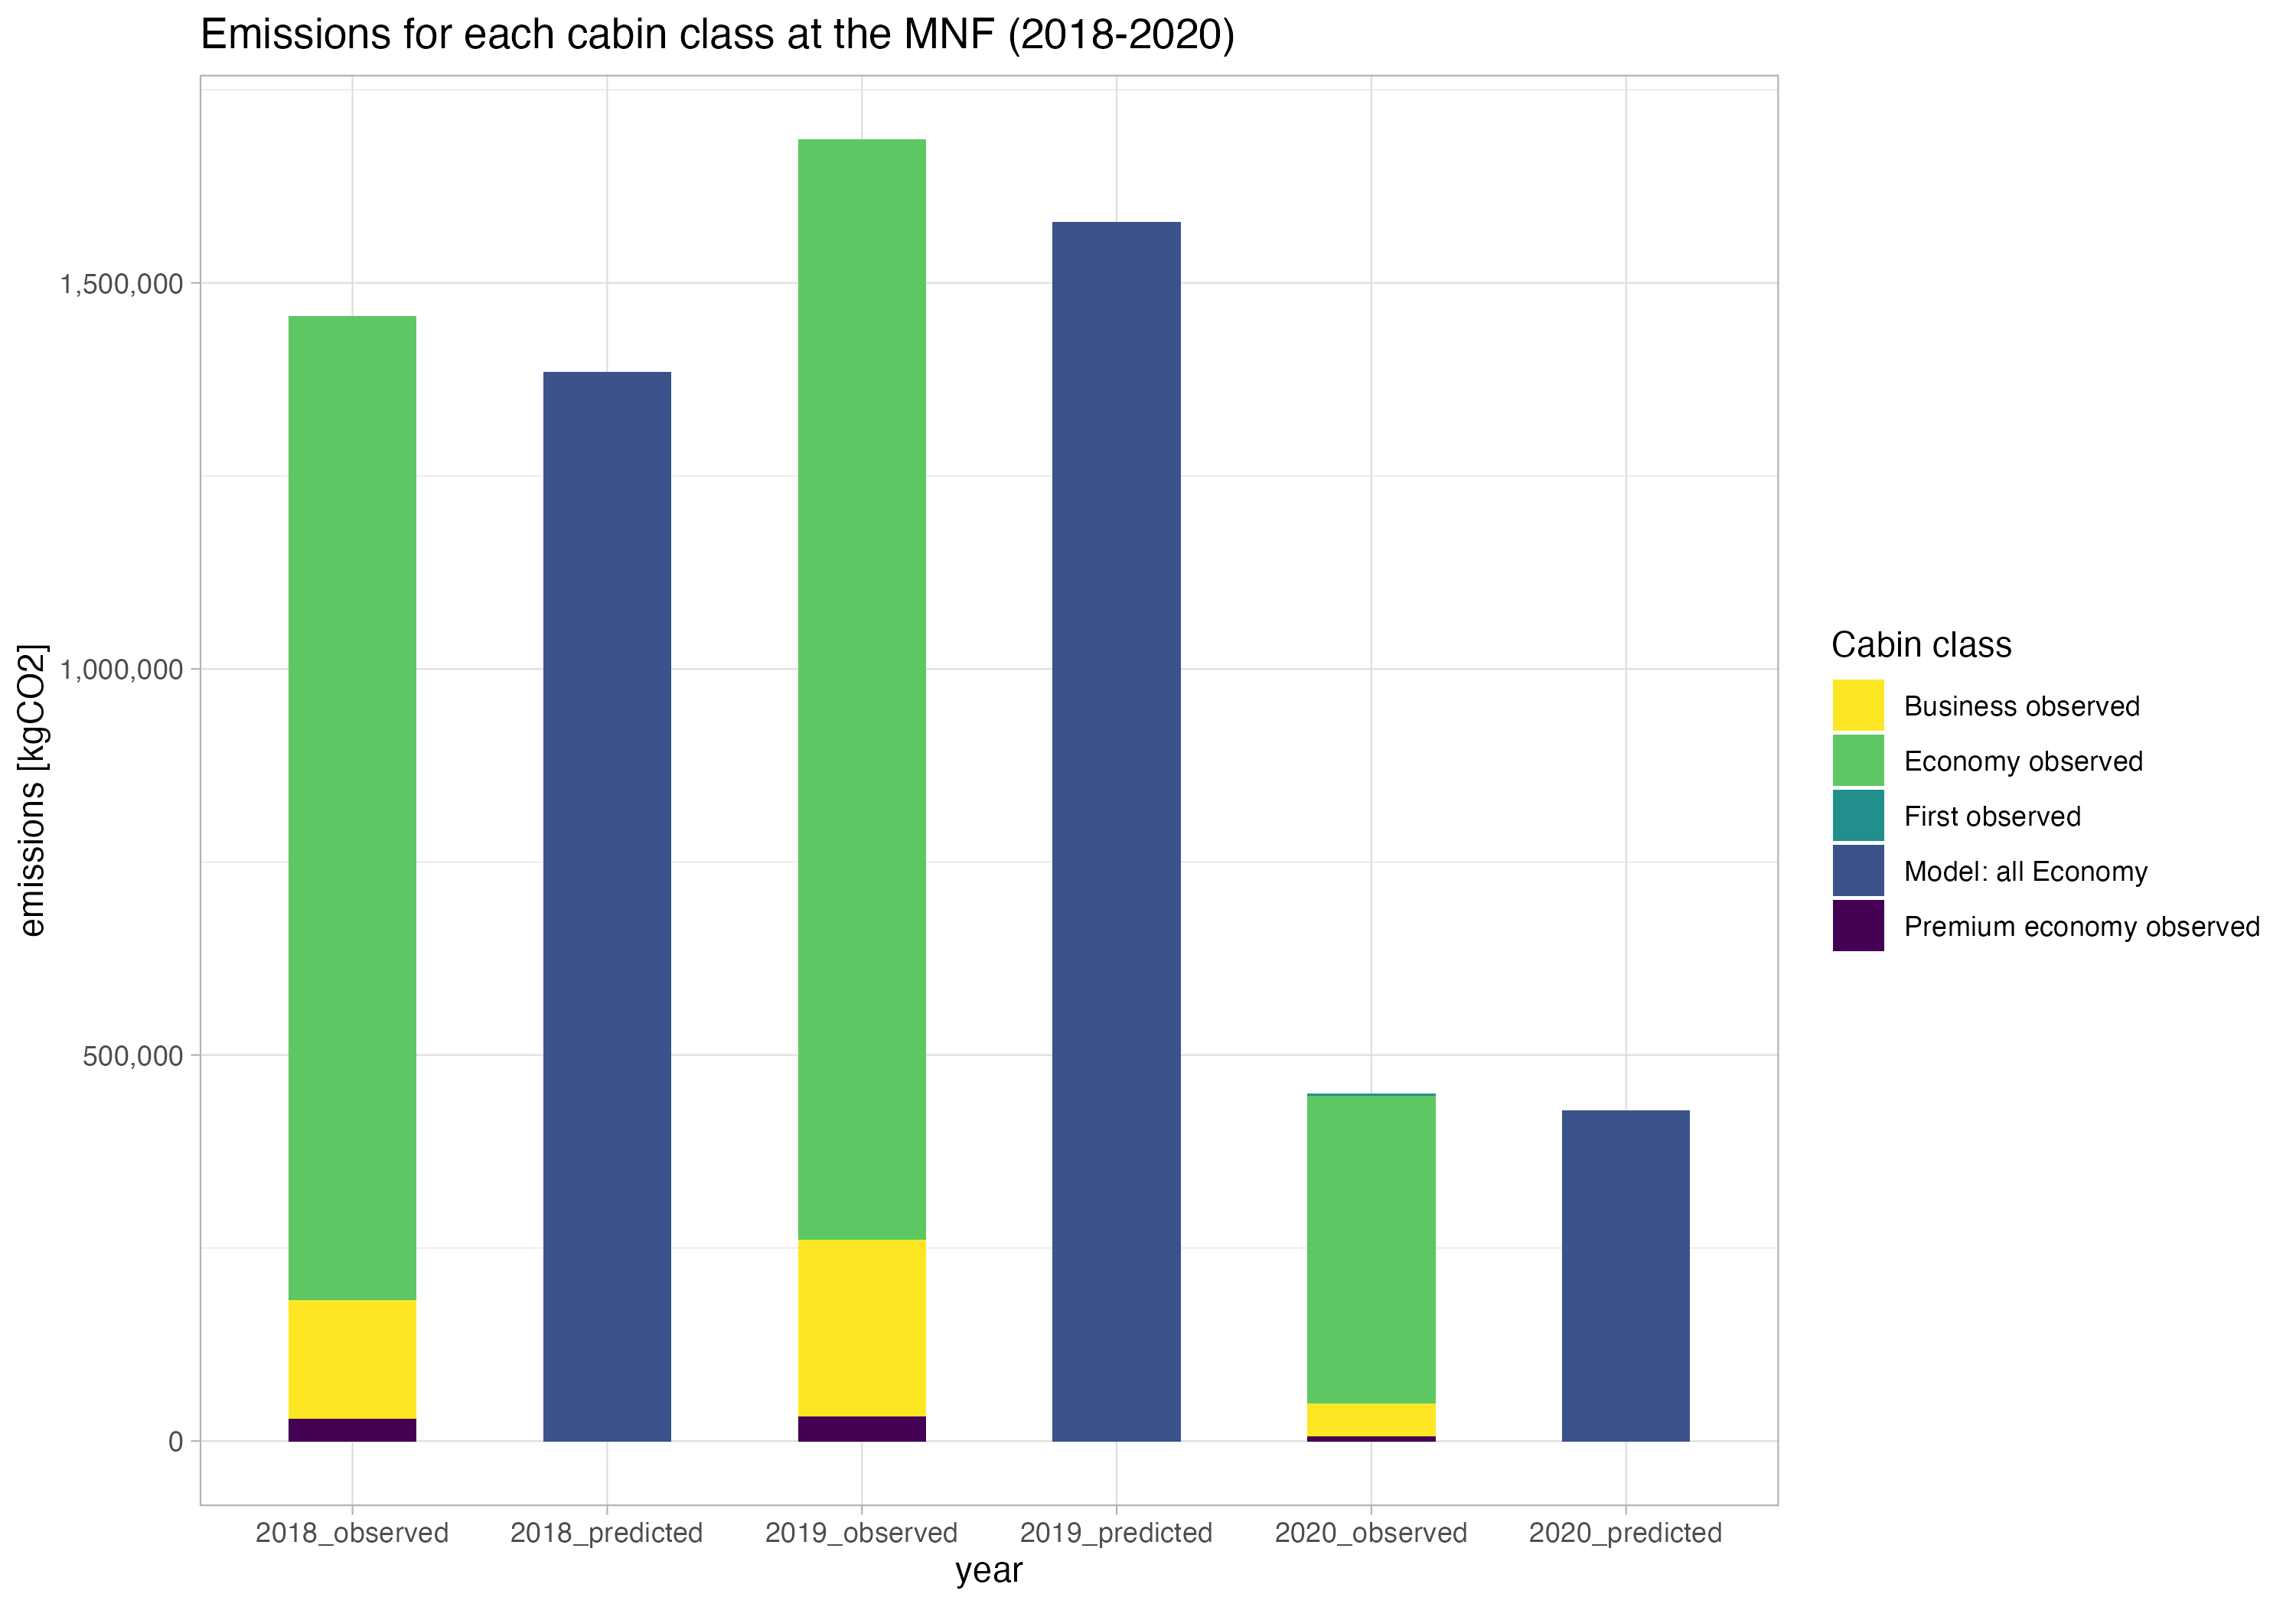 Emissions for each cabin class at the MNF (2018-2020)
emissions [kgCO2]
1,500,000
1,000,000
500,000
0
2018_observed 2018_predicted 2019_observed 2019_predicted 2020_observed 2020_predicted
year
Cabin class
Business observed
Economy observed
First observed
Model: all Economy
Premium economy observed